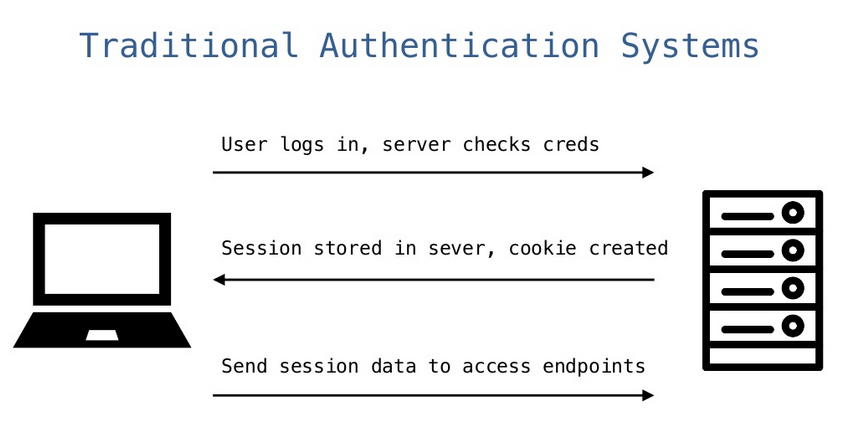 Traditional Authentication Systems
User logs in, server checks creds
Session stored in sever, cookie created
Send session data to access endpoints